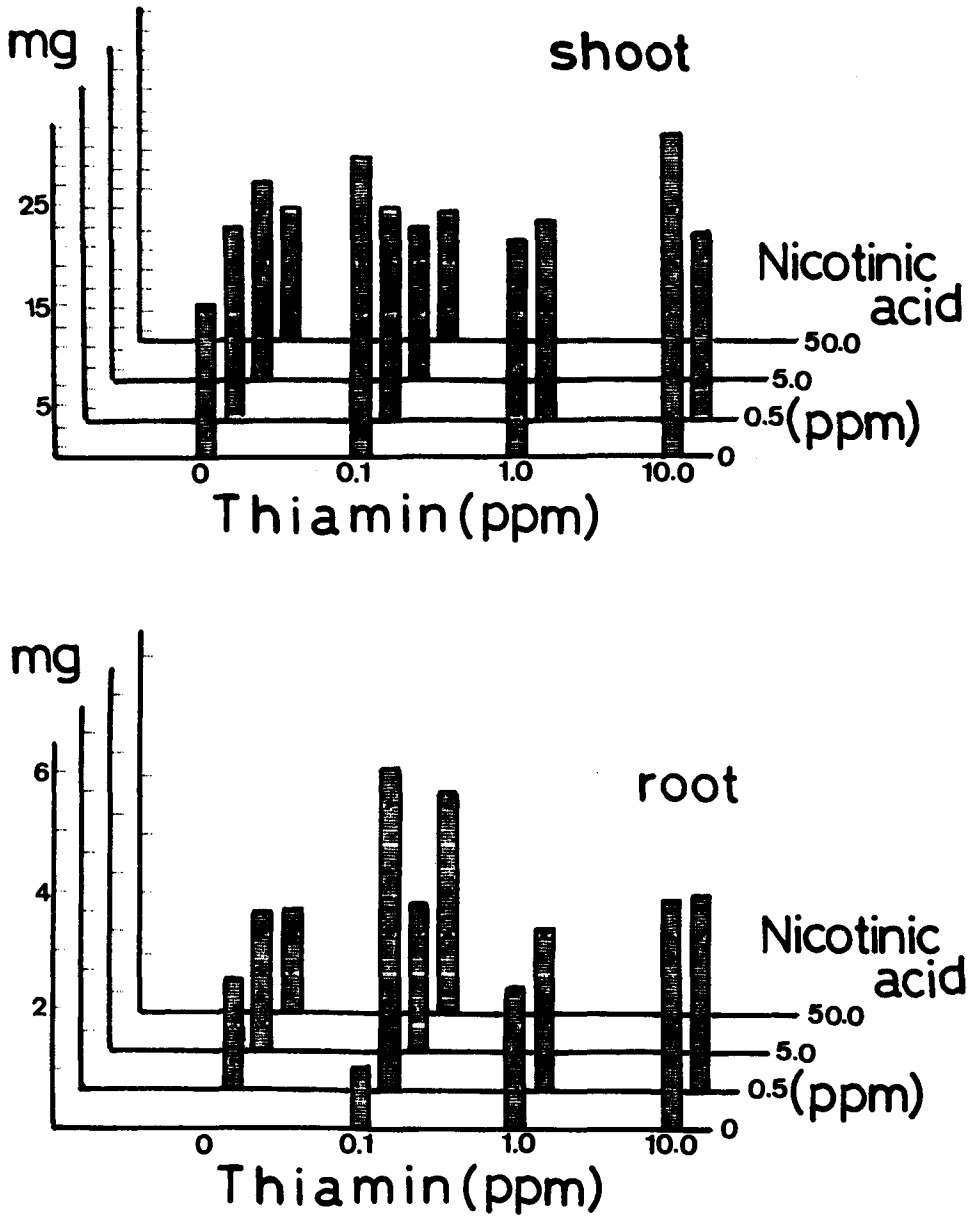 mg
shoot
25
15
5
Nicotinic
acid
50.0
5.0
0.5 (ppm)
0
0 0.1 1.0 10.0
Thiamin (ppm)
mg
root
6
4
2
Nicotinic
acid
50.0
5.0
0.5 (ppm)
0
0 0.1 1.0 10.0
Thiamin (ppm)